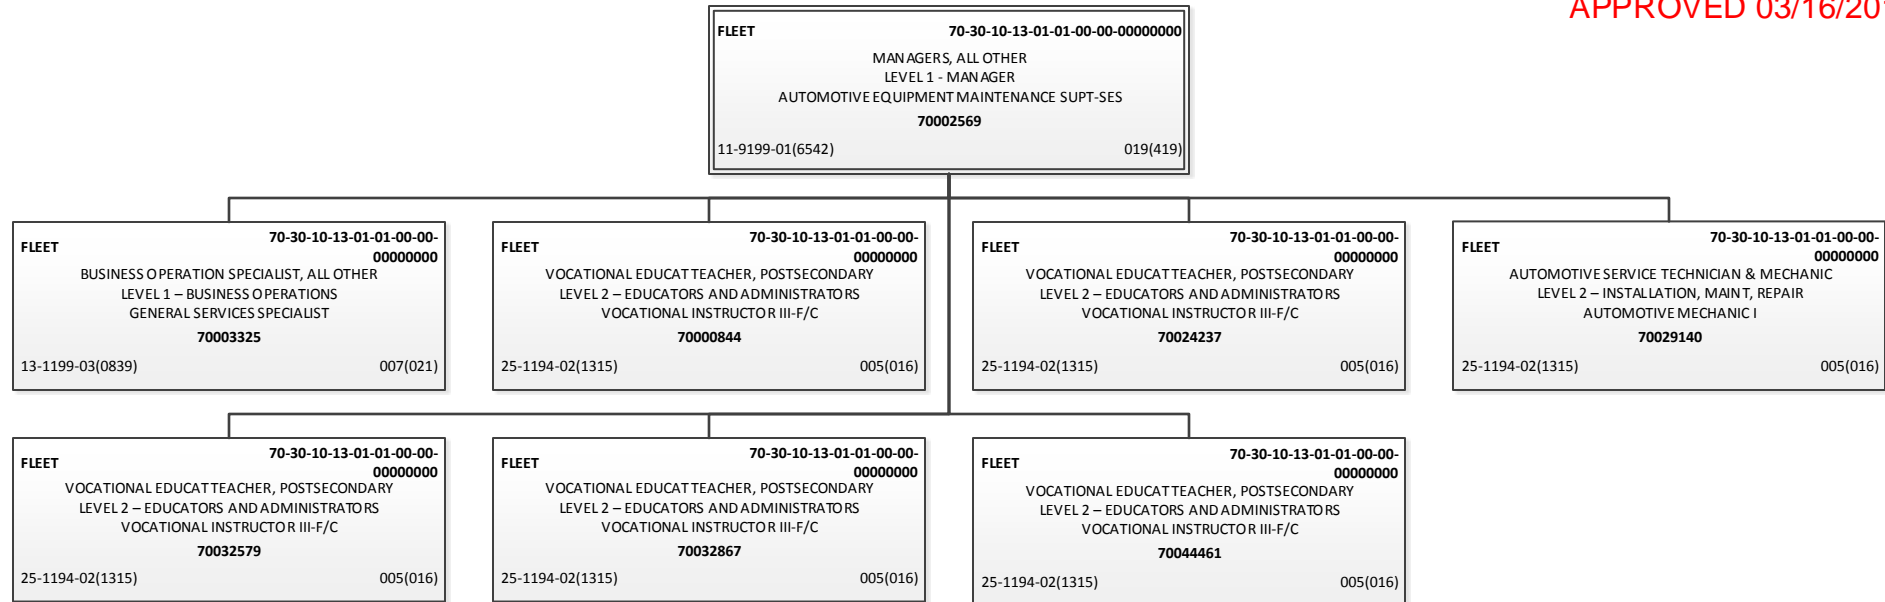 APPROVED 03/16/201
FLEET 70-30-10-13-01-01-00-00-00000000
MANAGERS, ALL OTHER
LEVEL 1 - MANAGER
AUTOMOTIVE EQUIPMENT MAINTENANCE SUPT-SES
70002569
11-9199-01(6542) 019(419)
FLEET 70-30-10-13-01-01-00-00-
00000000
BUSINESS OPERATION SPECIALIST, ALL OTHER
LEVEL 1 – BUSINESS OPERATIONS
GENERAL SERVICES SPECIALIST
70003325
13-1199-03(0839) 007(021)
FLEET 70-30-10-13-01-01-00-00-
00000000
VOCATIONAL EDUCAT TEACHER, POSTSECONDARY
LEVEL 2 – EDUCATORS AND ADMINISTRATORS
VOCATIONAL INSTRUCTOR III-F/C
70000844
25-1194-02(1315) 005(016)
FLEET 70-30-10-13-01-01-00-00-
00000000
VOCATIONAL EDUCAT TEACHER, POSTSECONDARY
LEVEL 2 – EDUCATORS AND ADMINISTRATORS
VOCATIONAL INSTRUCTOR III-F/C
70024237
25-1194-02(1315) 005(016)
FLEET 70-30-10-13-01-01-00-00-
00000000
AUTOMOTIVE SERVICE TECHNICIAN & MECHANIC
LEVEL 2 – INSTALLATION, MAINT, REPAIR
AUTOMOTIVE MECHANIC I
70029140
25-1194-02(1315) 005(016)
FLEET 70-30-10-13-01-01-00-00-
00000000
VOCATIONAL EDUCAT TEACHER, POSTSECONDARY
LEVEL 2 – EDUCATORS AND ADMINISTRATORS
VOCATIONAL INSTRUCTOR III-F/C
70032579
25-1194-02(1315) 005(016)
FLEET 70-30-10-13-01-01-00-00-
00000000
VOCATIONAL EDUCAT TEACHER, POSTSECONDARY
LEVEL 2 – EDUCATORS AND ADMINISTRATORS
VOCATIONAL INSTRUCTOR III-F/C
70032867
25-1194-02(1315) 005(016)
FLEET 70-30-10-13-01-01-00-00-
00000000
VOCATIONAL EDUCAT TEACHER, POSTSECONDARY
LEVEL 2 – EDUCATORS AND ADMINISTRATORS
VOCATIONAL INSTRUCTOR III-F/C
70044461
25-1194-02(1315) 005(016)